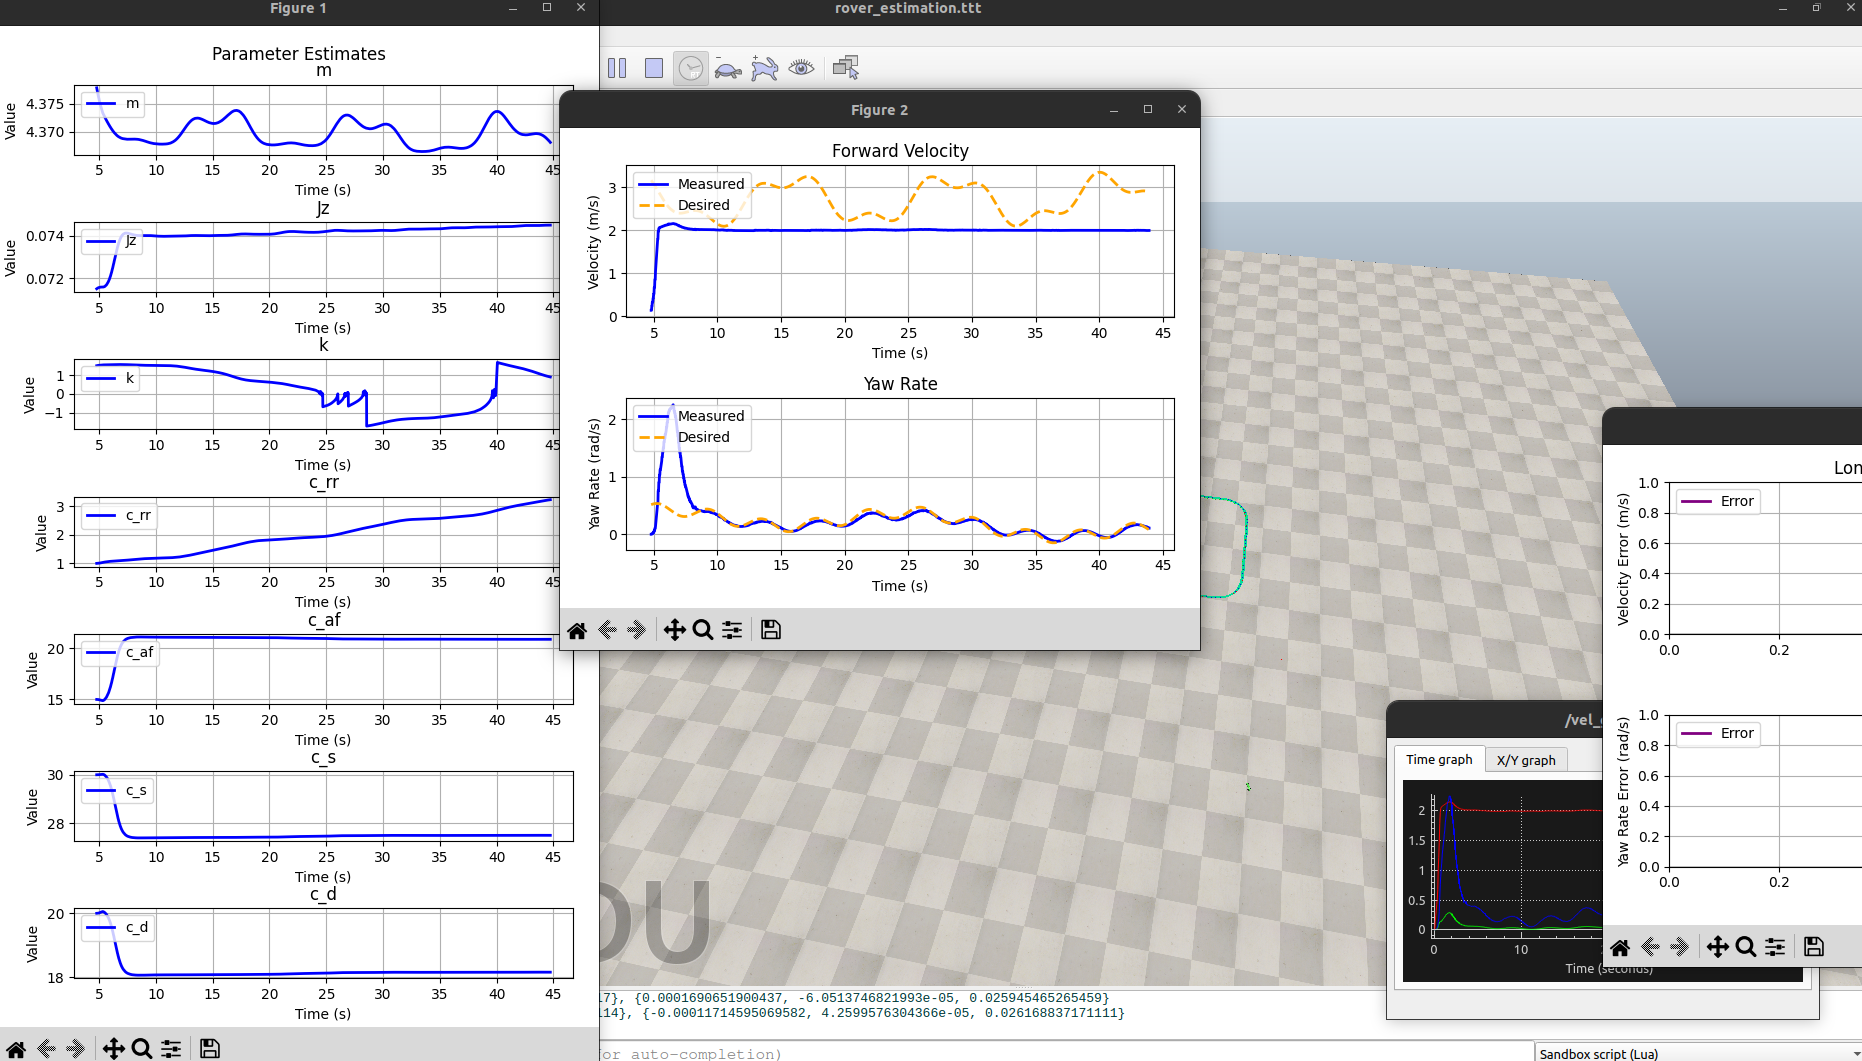 Figure 1
rover_estimation.ttt
Parameter Estimates
m
Value
4.375
4.370
m
5 10 15 20 25 30 35 40 45
Time (s)
Jz
Value
0.074
0.072
Jz
5 10 15 20 25 30 35 40 45
Time (s)
k
Value
1
0
−1
k
5 10 15 20 25 30 35 40 45
Time (s)
c_rr
Value
3
2
1
c_rr
5 10 15 20 25 30 35 40 45
Time (s)
c_af
Value
20
15
c_af
5 10 15 20 25 30 35 40 45
Time (s)
c_s
Value
30
28
c_s
5 10 15 20 25 30 35 40 45
Time (s)
c_d
Value
20
18
c_d
5 10 15 20 25 30 35 40 45
Time (s)
RT
Figure 2
Forward Velocity
Velocity (m/s)
3
2
1
0
Measured
Desired
5 10 15 20 25 30 35 40 45
Time (s)
Yaw Rate
Yaw Rate (rad/s)
2
1
0
Measured
Desired
5 10 15 20 25 30 35 40 45
Time (s)
Lon
Velocity Error (m/s)
1.0
0.8
0.6
0.4
0.2
0.0
Error
0.0 0.2
Yaw Rate Error (rad/s)
1.0
0.8
0.6
0.4
0.2
0.0
Error
0.0 0.2
/vel_
Time graph X/Y graph
2
1.5
1
0.5
0
0 10
Time (seconds)
DU
17}, {0.0001690651900437, -6.0513746821993e-05, 0.025945465265459}
14}, {-0.00011714595069582, 4.2599576304366e-05, 0.026168837171111}
or auto-completion)
Sandbox script (Lua)